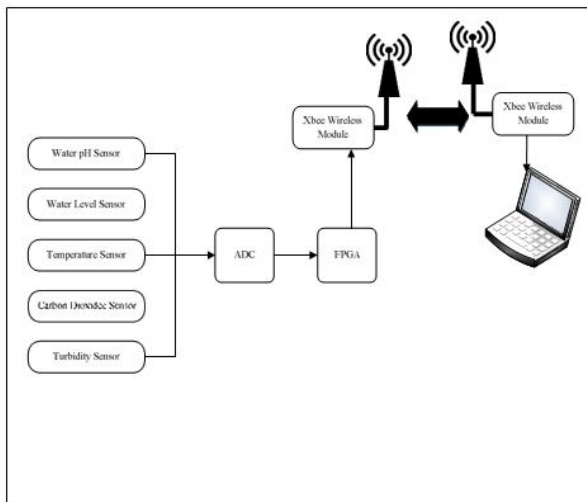 Xbee Wireless
Module
Xbee Wireless
Module
Water pH Sensor
Water Level Sensor
Temperature Sensor
ADC
FPGA
Carbon Dioxidec Sensor
Turbidity Sensor